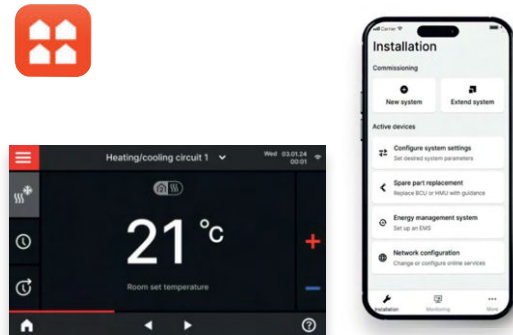 Heating/cooling circuit 1
Wed 03.01.24
00:01
21 °C
Room set temperature
Carrier
Installation
Commissioning
New system
Extend system
Active devices
Configure system settings
Set desired system parameters
Spare part replacement
Replace BCU or HMU with guidance
Energy management system
Set up an EMS
Network configuration
Change or configure online services
Installation
Monitoring
More